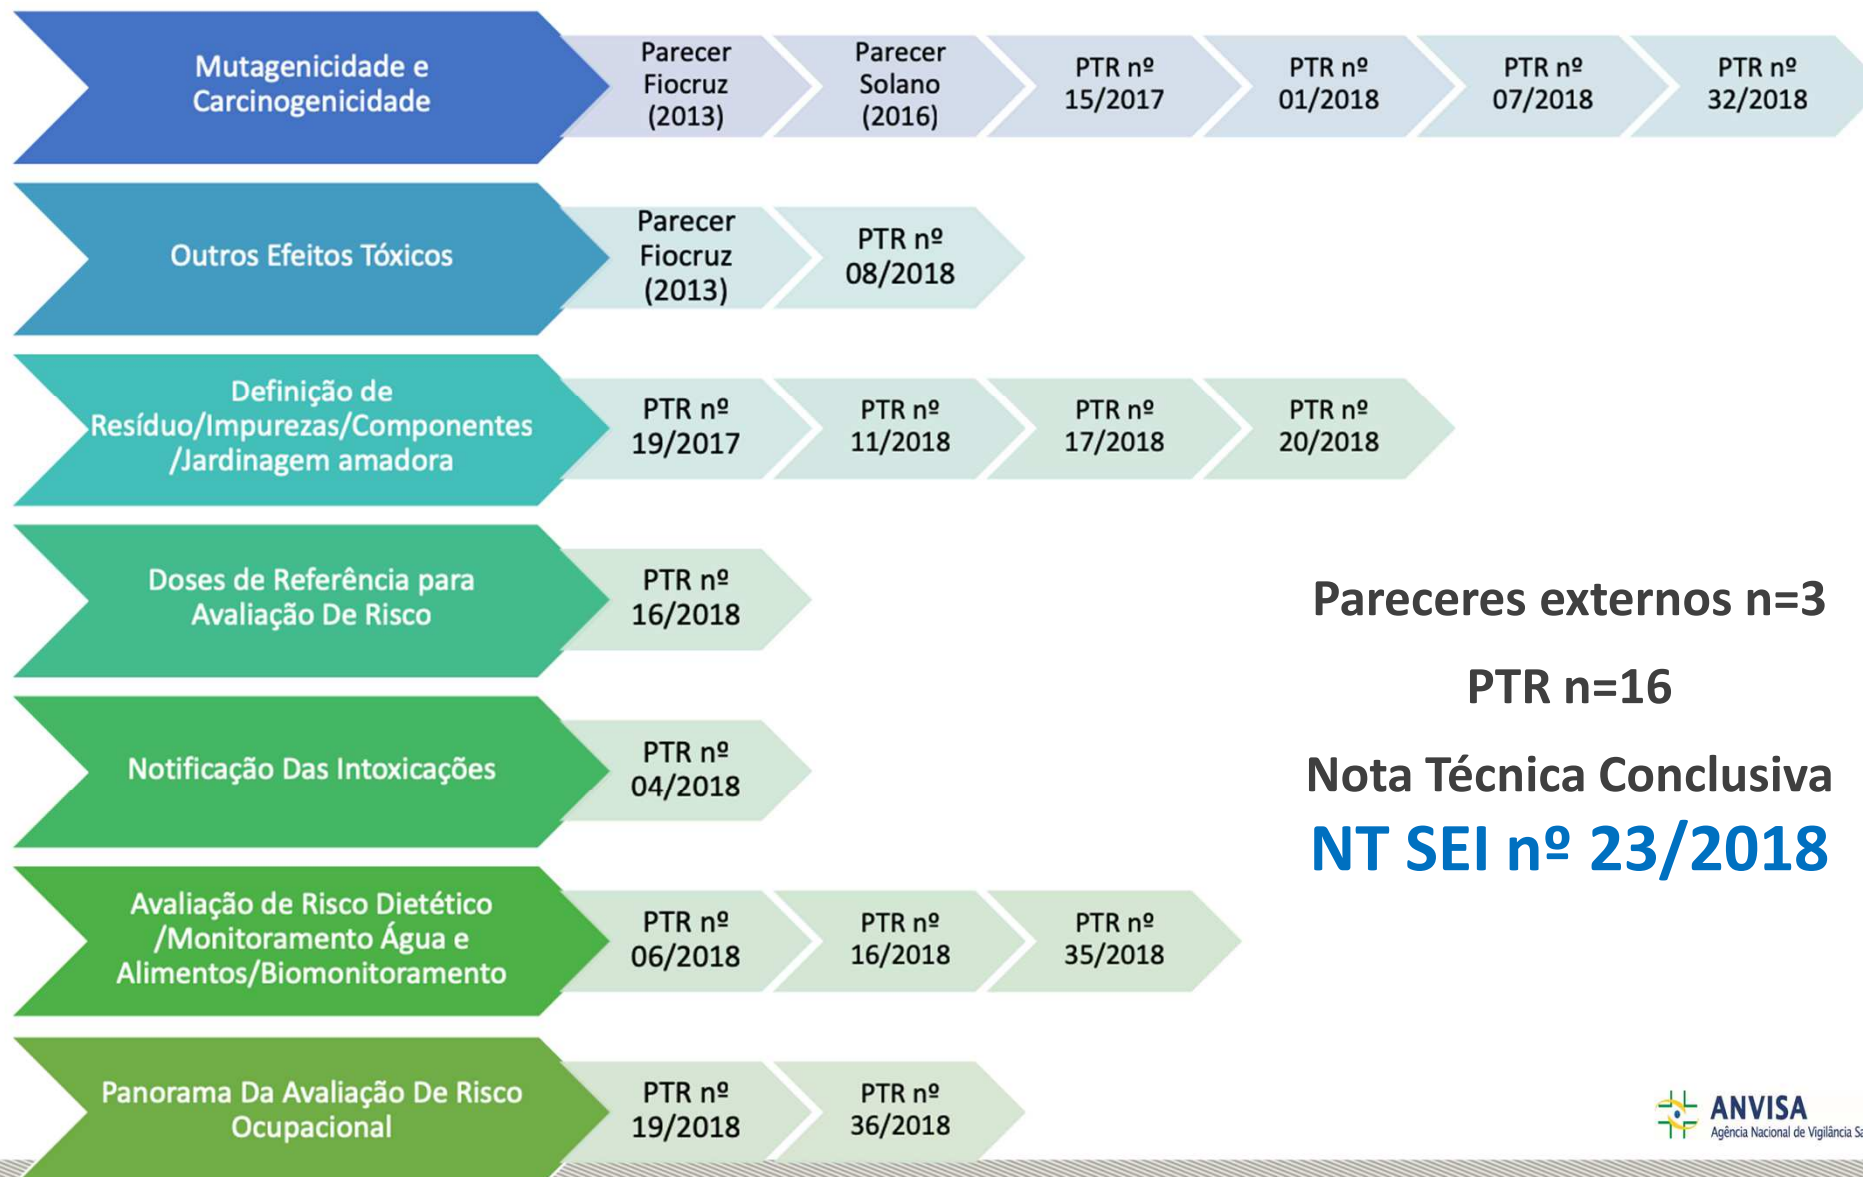 Mutagenicidade e
Carcinogenicidade
Parecer
Fiocruz
(2013)
Parecer
Solano
(2016)
PTR nº
15/2017
PTR nº
01/2018
PTR nº
07/2018
PTR nº
32/2018
Outros Efeitos Tóxicos
Parecer
Fiocruz
(2013)
PTR nº
08/2018
Definição de
Resíduo/Impurezas/Componentes
/Jardinagem amadora
PTR nº
19/2017
PTR nº
11/2018
PTR nº
17/2018
PTR nº
20/2018
Doses de Referência para
Avaliação De Risco
PTR nº
16/2018
Notificação Das Intoxicações
PTR nº
04/2018
Avaliação de Risco Dietético
/Monitoramento Água e
Alimentos/Biomonitoramento
PTR nº
06/2018
PTR nº
16/2018
PTR nº
35/2018
Panorama Da Avaliação De Risco
Ocupacional
PTR nº
19/2018
PTR nº
36/2018
Pareceres externos n=3
PTR n=16
Nota Técnica Conclusiva
NT SEI nº 23/2018
ANVISA
Agência Nacional de Vigilância Sa